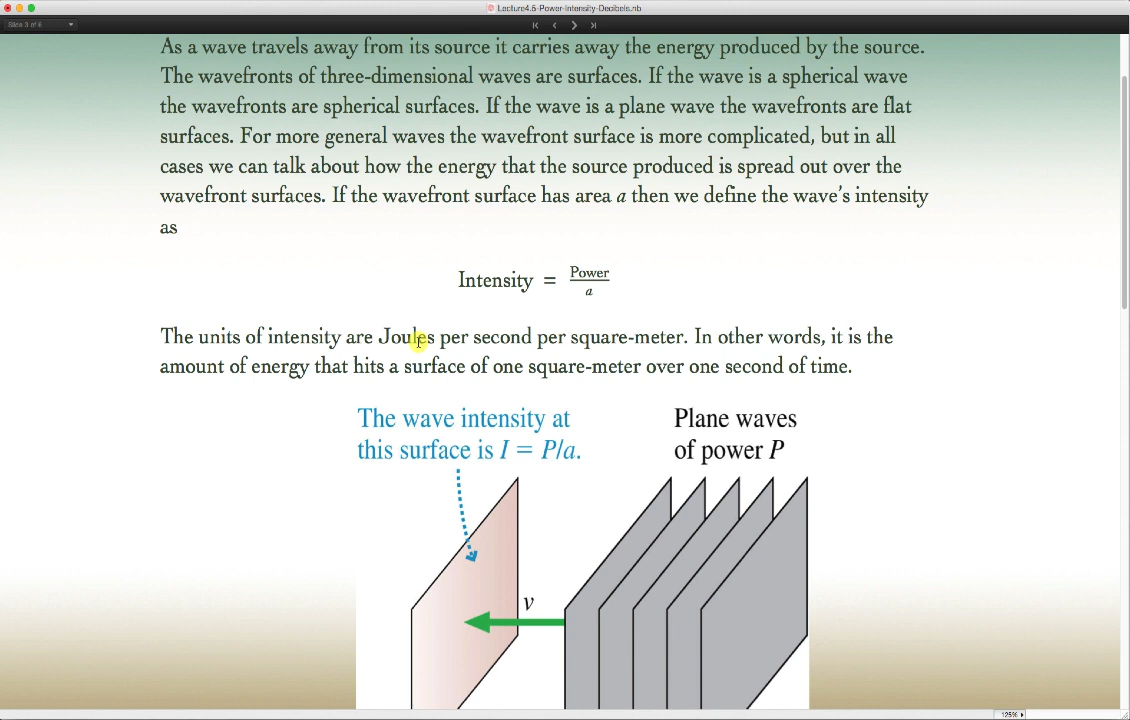 Lecture4.5-Power-Intensity-Decibels.nb
Slide 3 of 6
As a wave travels away from its source it carries away the energy produced by the source.
The wavefronts of three-dimensional waves are surfaces. If the wave is a spherical wave
the wavefronts are spherical surfaces. If the wave is a plane wave the wavefronts are flat
surfaces. For more general waves the wavefront surface is more complicated, but in all
cases we can talk about how the energy that the source produced is spread out over the
wavefront surfaces. If the wavefront surface has area a then we define the wave's intensity
as
Intensity = Power/a
The units of intensity are Joules per second per square-meter. In other words, it is the
amount of energy that hits a surface of one square-meter over one second of time.
The wave intensity at
this surface is I = P/a.
Plane waves
of power P
v
125%